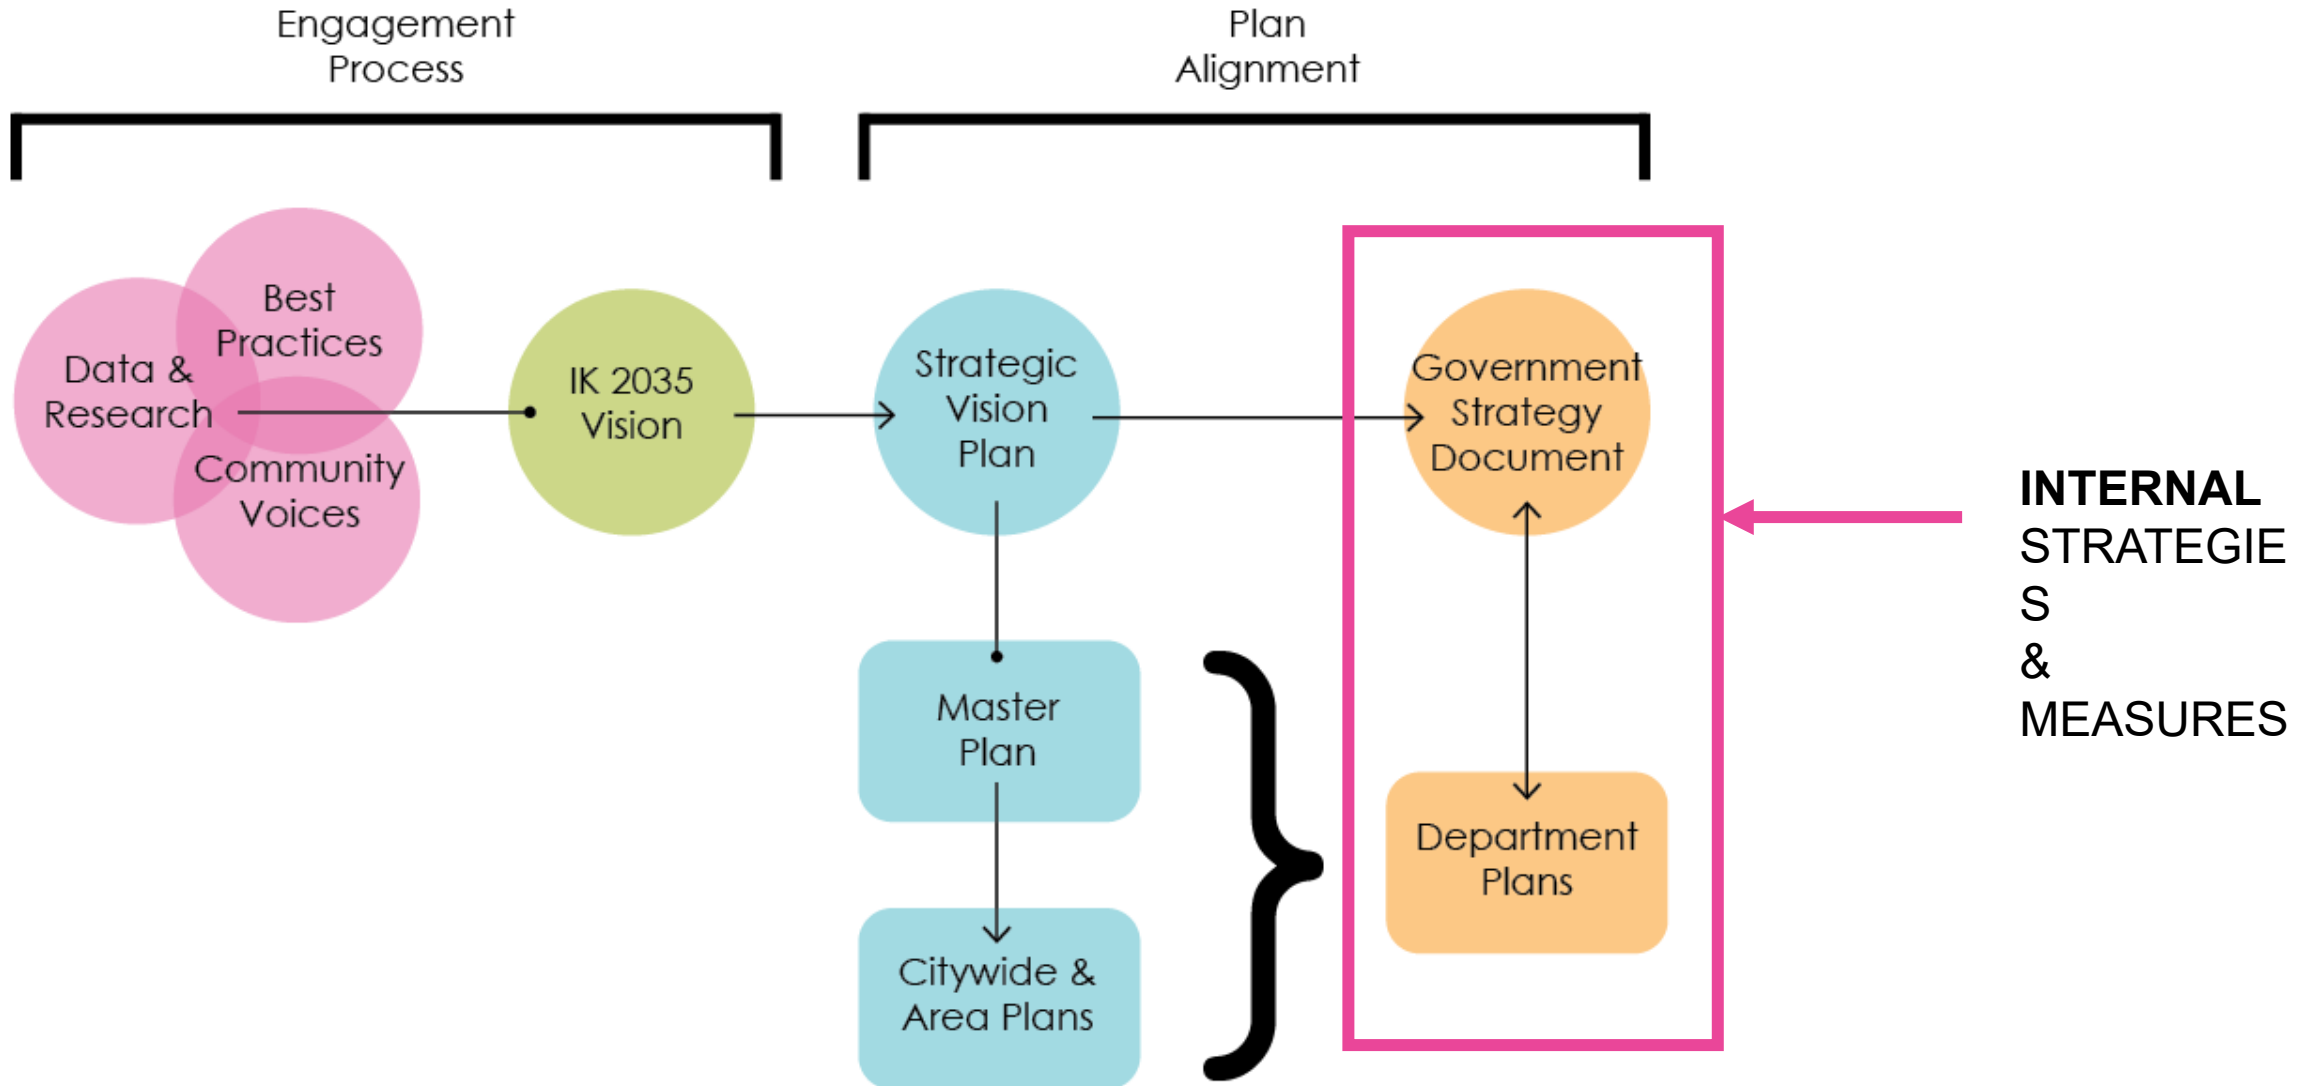 Engagement
Process
Plan
Alignment
Best
Practices
Data &
Research
Community
Voices
IK 2035
Vision
Strategic
Vision
Plan
Government
Strategy
Document
INTERNAL
STRATEGIE
S
&
MEASURES
Master
Plan
Department
Plans
Citywide &
Area Plans